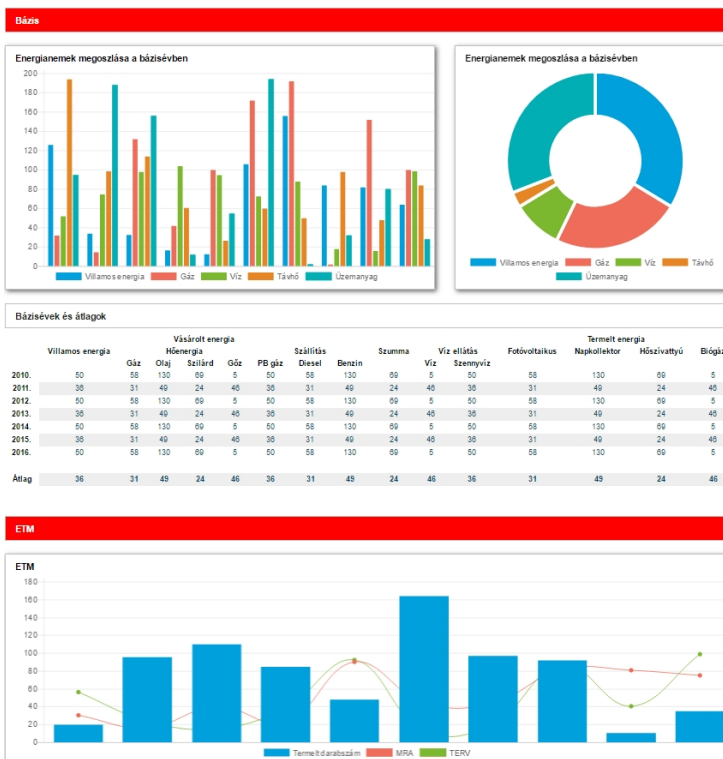 Bázis
Energianemek megoszlása a bázisévben
200
180
160
140
120
100
80
60
40
20
0
Villamos energia Gáz Víz Távhő Üzemanyag
Energianemek megoszlása a bázisévben
Villamos energia Gáz Víz Távhő
Üzemanyag
Bázisévek és átlagok
Vásárolt energia Termelt energia
Villamos energia Hőenergia Szállítás Szumma Víz ellátás Fotóvoltaikus Napkollektor Hőszívattyú Biógáz
Gáz Olaj Szilárd Gőz PB gáz Diesel Benzin Víz Szennyvíz
2010. 50 58 130 69 5 50 58 130 69 5 50 58 130 69 5
2011. 36 31 49 24 46 36 31 49 24 46 36 31 49 24 46
2012. 50 58 130 69 5 50 58 130 69 5 50 58 130 69 5
2013. 36 31 49 24 46 36 31 49 24 46 36 31 49 24 46
2014. 50 58 130 69 5 50 58 130 69 5 50 58 130 69 5
2015. 36 31 49 24 46 36 31 49 24 46 36 31 49 24 46
2016. 50 58 130 69 5 50 58 130 69 5 50 58 130 69 5
Átlag 36 31 49 24 46 36 31 49 24 46 36 31 49 24 46
ETM
ETM
180
160
140
120
100
80
60
40
20
0
Termelt darabszám MRA TERV